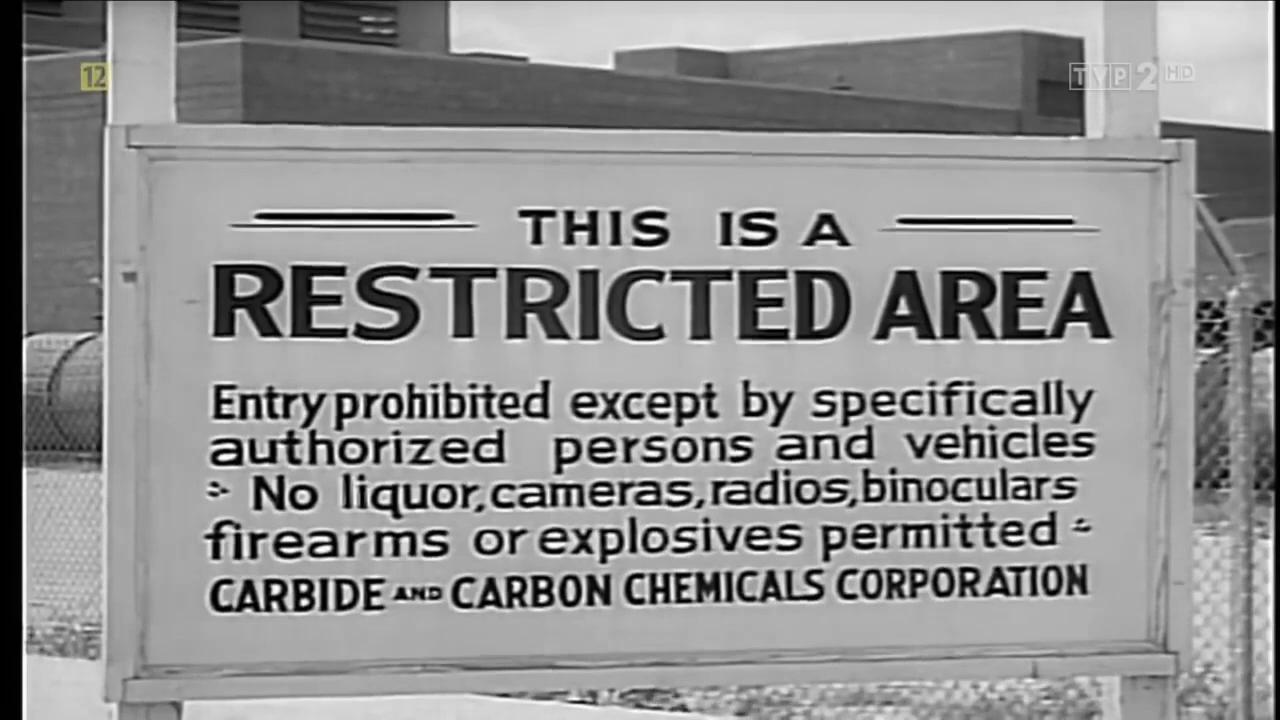 12
TVP 2 HD
THIS IS A
RESTRICTED AREA
Entry prohibited except by specifically
authorized persons and vehicles
No liquor, cameras, radios, binoculars
firearms or explosives permitted
CARBIDE AND CARBON CHEMICALS CORPORATION